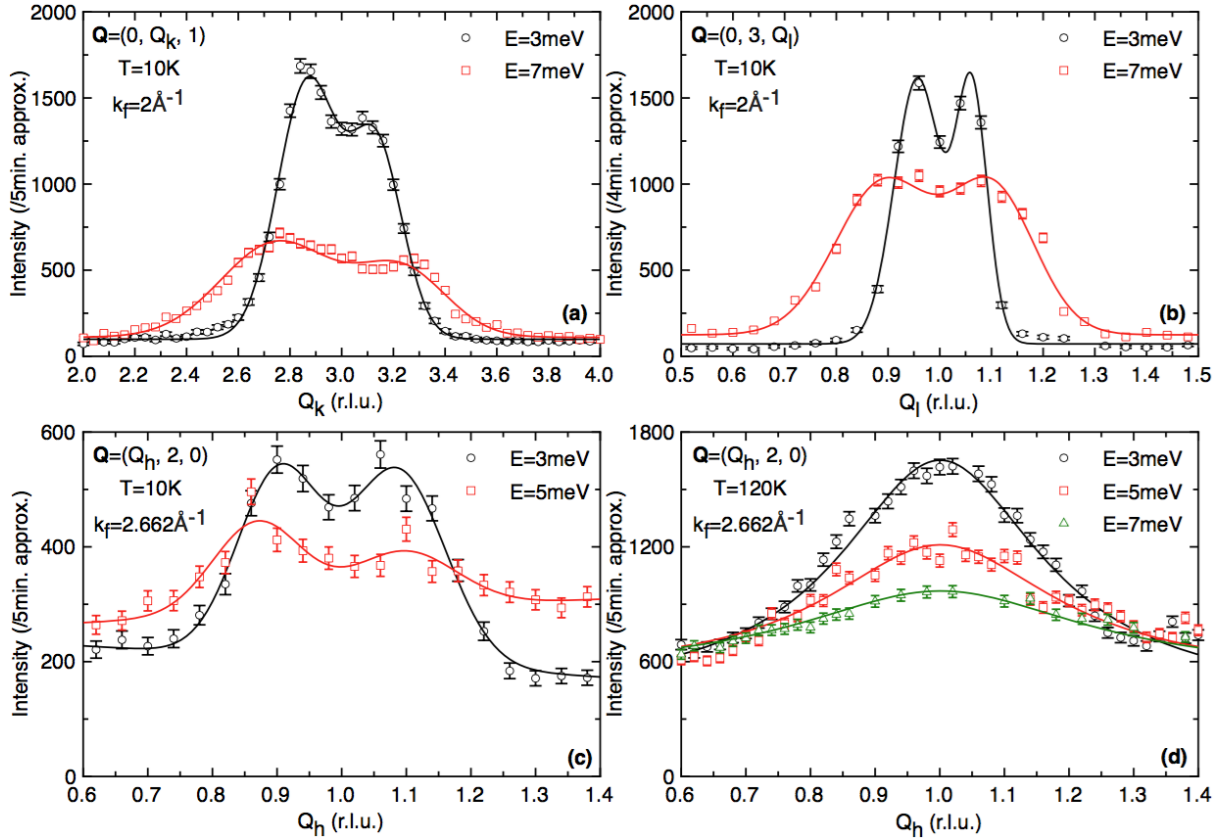 2000
1500
1000
500
0
Intensity (/5min. approx.)
Q=(0, Qk, 1)
T=10K
kf=2Å-1
E=3meV
E=7meV
(a)
2.0 2.2 2.4 2.6 2.8 3.0 3.2 3.4 3.6 3.8 4.0
Qk (r.l.u.)
2000
1500
1000
500
0
Intensity (/4min. approx.)
Q=(0, 3, Ql)
T=10K
kf=2Å-1
E=3meV
E=7meV
(b)
0.5 0.6 0.7 0.8 0.9 1.0 1.1 1.2 1.3 1.4 1.5
Ql (r.l.u.)
600
400
200
0
Intensity (/5min. approx.)
Q=(Qh, 2, 0)
T=10K
kf=2.662Å-1
E=3meV
E=5meV
(c)
0.6 0.7 0.8 0.9 1.0 1.1 1.2 1.3 1.4
Qh (r.l.u.)
1800
1200
600
0
Intensity (/5min. approx.)
Q=(Qh, 2, 0)
T=120K
kf=2.662Å-1
E=3meV
E=5meV
E=7meV
(d)
0.6 0.7 0.8 0.9 1.0 1.1 1.2 1.3 1.4
Qh (r.l.u.)